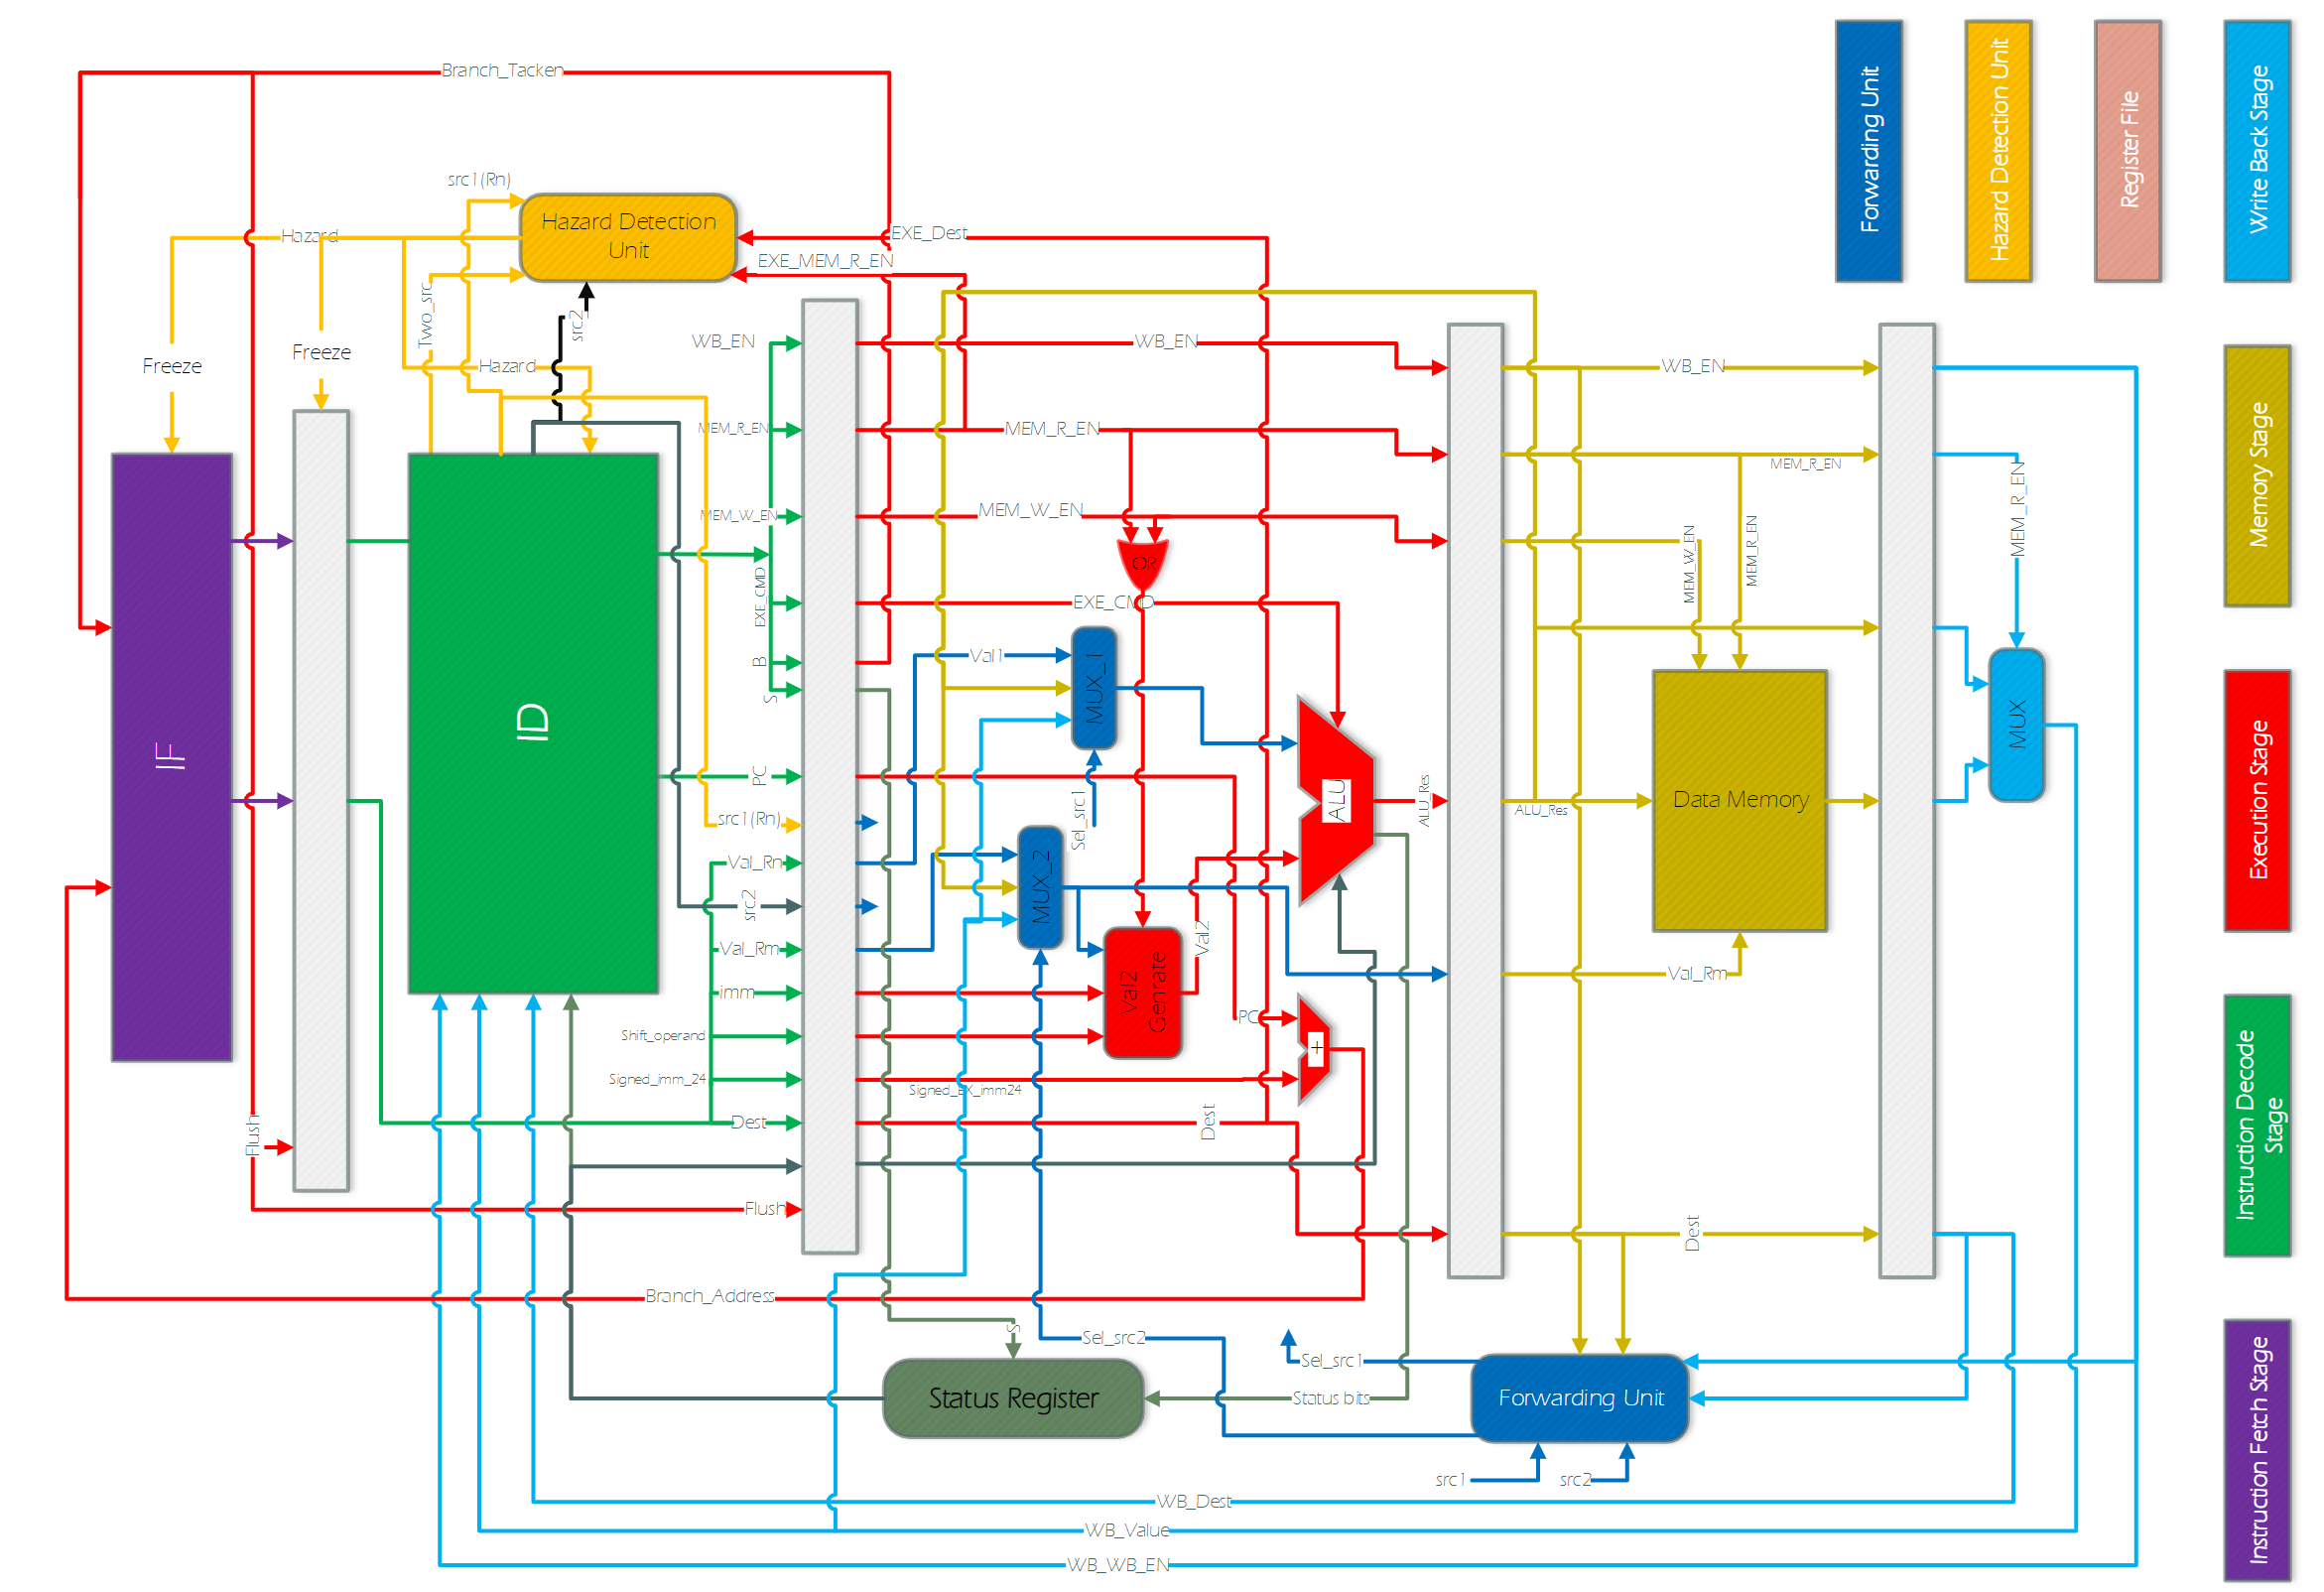 Branch_Tacken
src1(Rn)
Hazard Detection
Unit
Hazard
EXE_Dest
EXE_MEM_R_EN
Two_src
src2
Freeze
Freeze
Hazard
WB_EN
WB_EN
WB_EN
MEM_R_EN
MEM_R_EN
MEM_R_EN
MEM_R_EN
MEM_W_EN
MEM_W_EN
MEM_W_EN
MEM_R_EN
OR
EXE_CMD
EXE_CMD
B
S
Val1
MUX_1
IF
ID
PC
src1(Rn)
Sel_src1
ALU
ALU_Res
ALU_Res
Data Memory
MUX
Val_Rn
MUX_2
src2
Val_Rm
Val2
Val2
Genrate
Val_Rm
imm
Shift_operand
PC
+
Signed_imm_24
Signed_EX_imm24
Flush
Dest
Dest
Flush
Dest
Branch_Address
S
Sel_src2
Sel_src1
Status Register
Status bits
Forwarding Unit
src1
src2
WB_Dest
WB_Value
WB_WB_EN
Forwarding Unit
Hazard Detection Unit
Register File
Write Back Stage
Memory Stage
Execution Stage
Instruction Decode
Stage
Instruction Fetch Stage